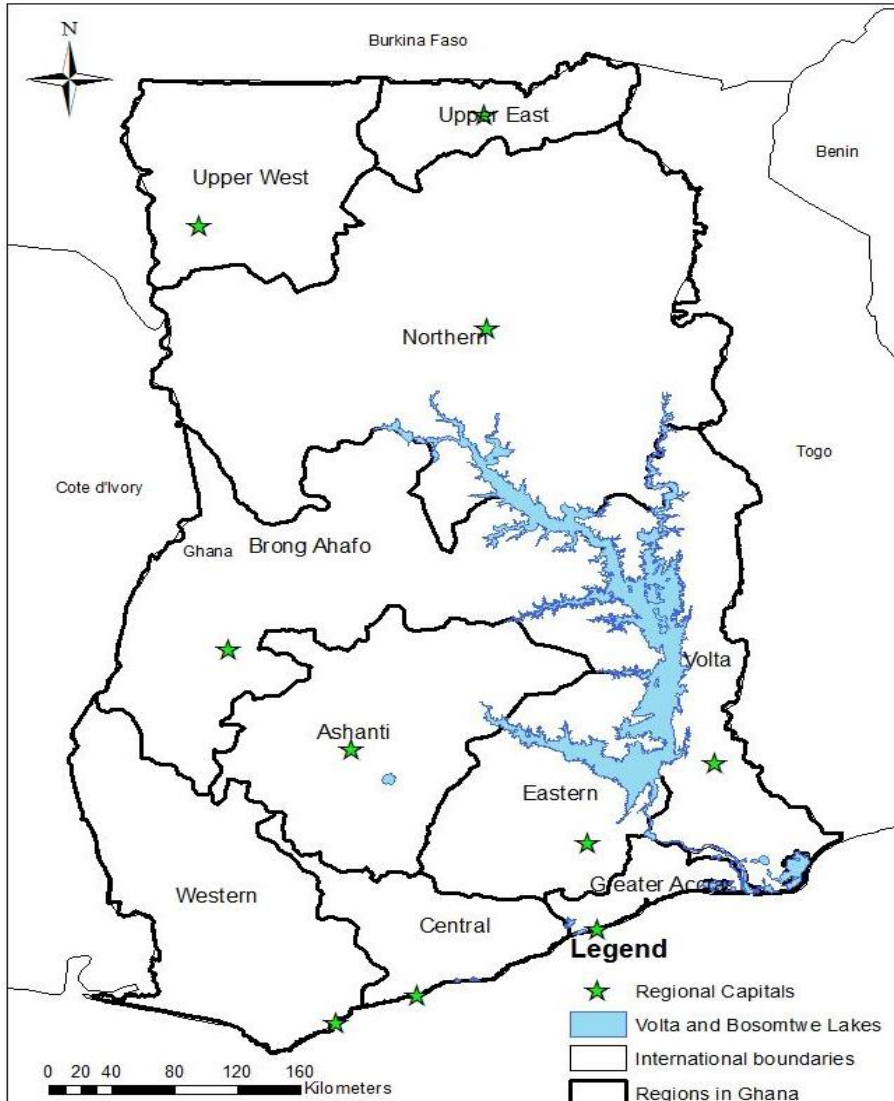 N
Burkina Faso
Upper East
Benin
Upper West
Northern
Togo
Cote d'Ivory
Ghana
Brong Ahafo
Volta
Ashanti
Eastern
Western
Greater Accra
Central
Legend
Regional Capitals
Volta and Bosomtwe Lakes
International boundaries
Regions in Ghana
0 20 40 80 120 160
Kilometers